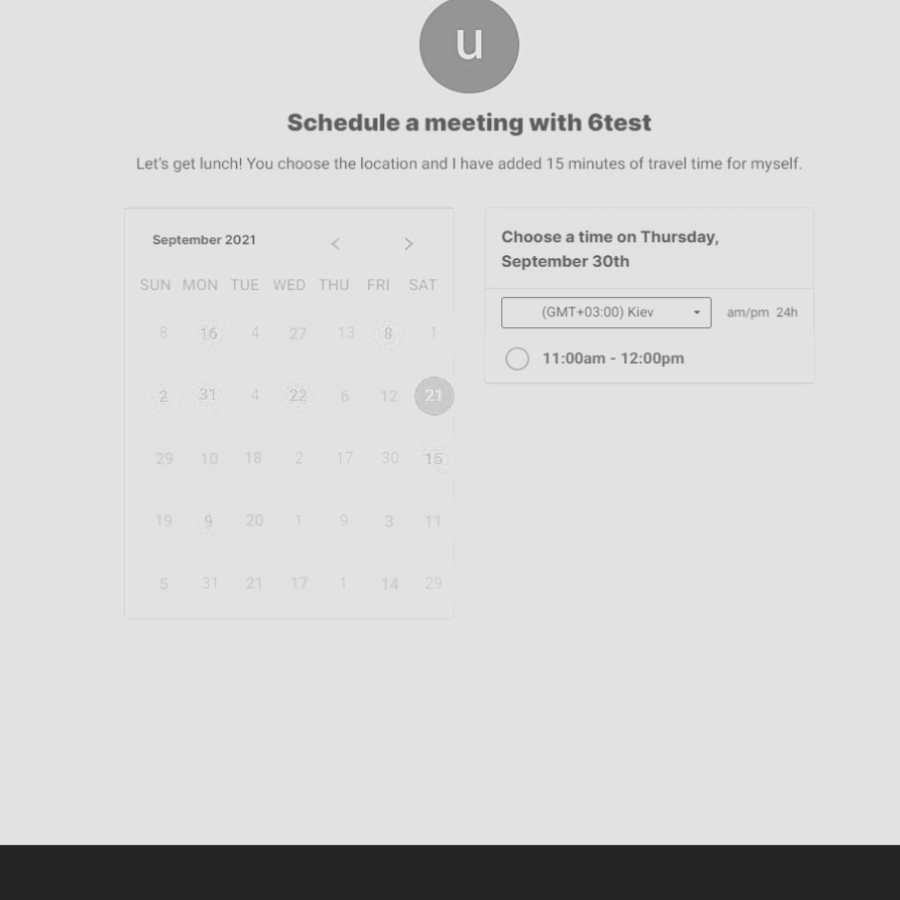 u
Schedule a meeting with 6test
Let's get lunch! You choose the location and I have added 15 minutes of travel time for myself.
September 2021
SUN MON TUE WED THU FRI SAT
8 16 4 27 13 8 1
2 31 4 22 6 12 21
29 10 18 2 17 30 15
19 9 20 1 9 3 11
5 31 21 17 1 14 29
Choose a time on Thursday,
September 30th
(GMT+03:00) Kiev am/pm 24h
11:00am - 12:00pm